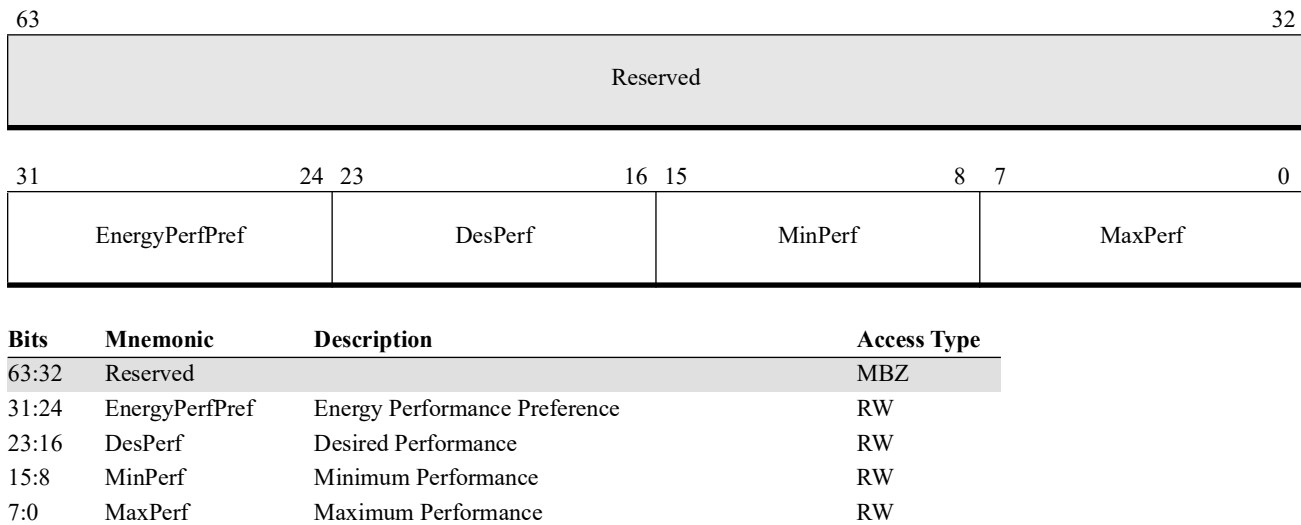 63 32
Reserved
31 24 23 16 15 8 7 0
EnergyPerfPref DesPerf MinPerf MaxPerf
Bits Mnemonic Description Access Type
63:32 Reserved MBZ
31:24 EnergyPerfPref Energy Performance Preference RW
23:16 DesPerf Desired Performance RW
15:8 MinPerf Minimum Performance RW
7:0 MaxPerf Maximum Performance RW